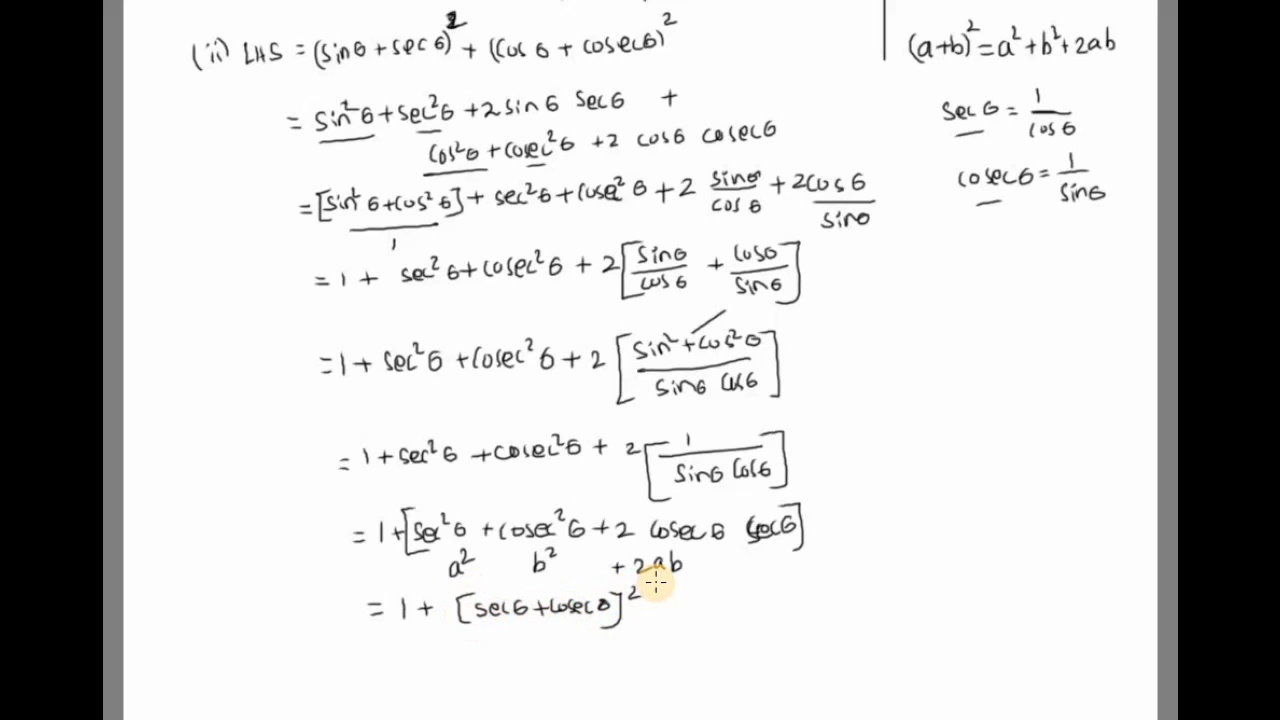 (ii) LHS = (sinθ + secθ)² + (cosθ + cosecθ)²
= sin²θ + sec²θ + 2 sinθ secθ +
cos²θ + cosec²θ + 2 cosθ cosecθ
= [sin²θ + cos²θ] + sec²θ + cosec²θ + 2 sinθ/cosθ + 2cosθ/sinθ
1
= 1 + sec²θ + cosec²θ + 2 [sinθ/cosθ + cosθ/sinθ]
= 1 + sec²θ + cosec²θ + 2 [sin² + cos²θ / sinθ cosθ]
= 1 + sec²θ + cosec²θ + 2 [1 / sinθ cosθ]
= 1 + [sec²θ + cosec²θ + 2 cosecθ secθ]
a² b² + 2ab
= 1 + [secθ + cosecθ]²
(a+b)² = a² + b² + 2ab
secθ = 1/cosθ
cosecθ = 1/sinθ